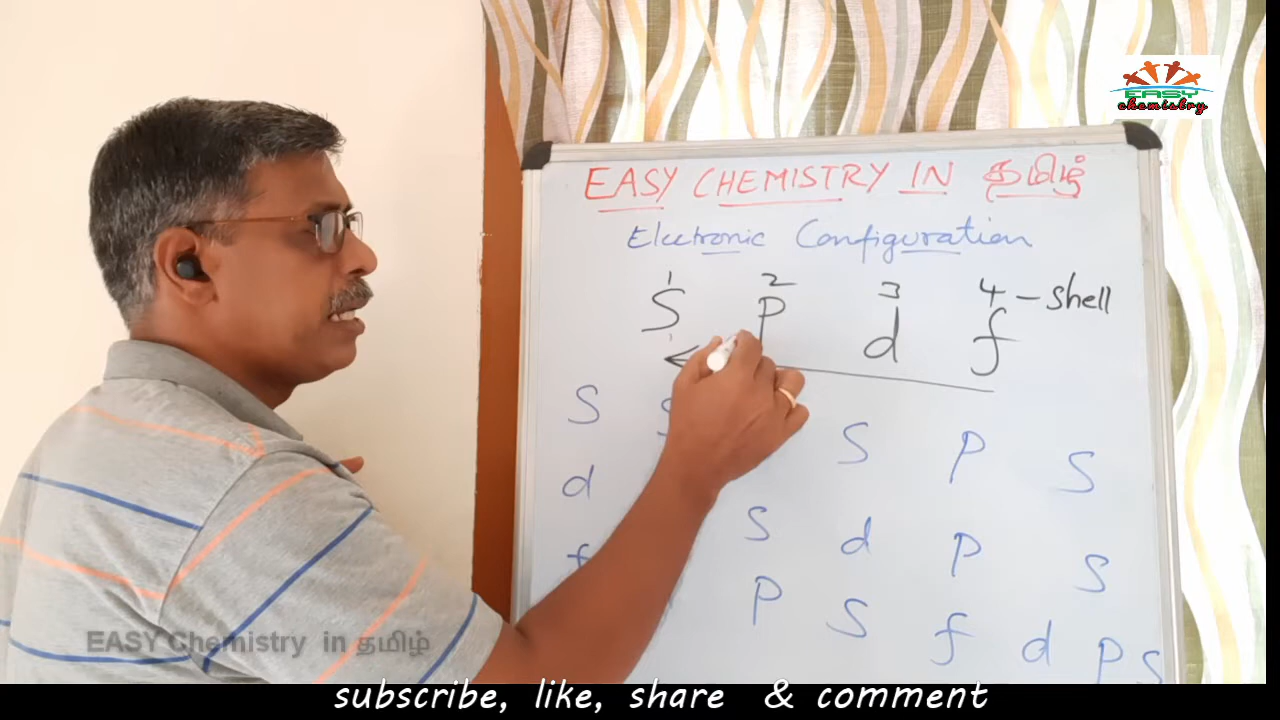 EASY
chemistry
EASY CHEMISTRY IN தமிழ்
Electronic Configuration
1 2 3 4 - Shell
S P d f
S S S P S
d S d P S
f P S f d P S
EASY Chemistry in தமிழ்
subscribe, like, share & comment